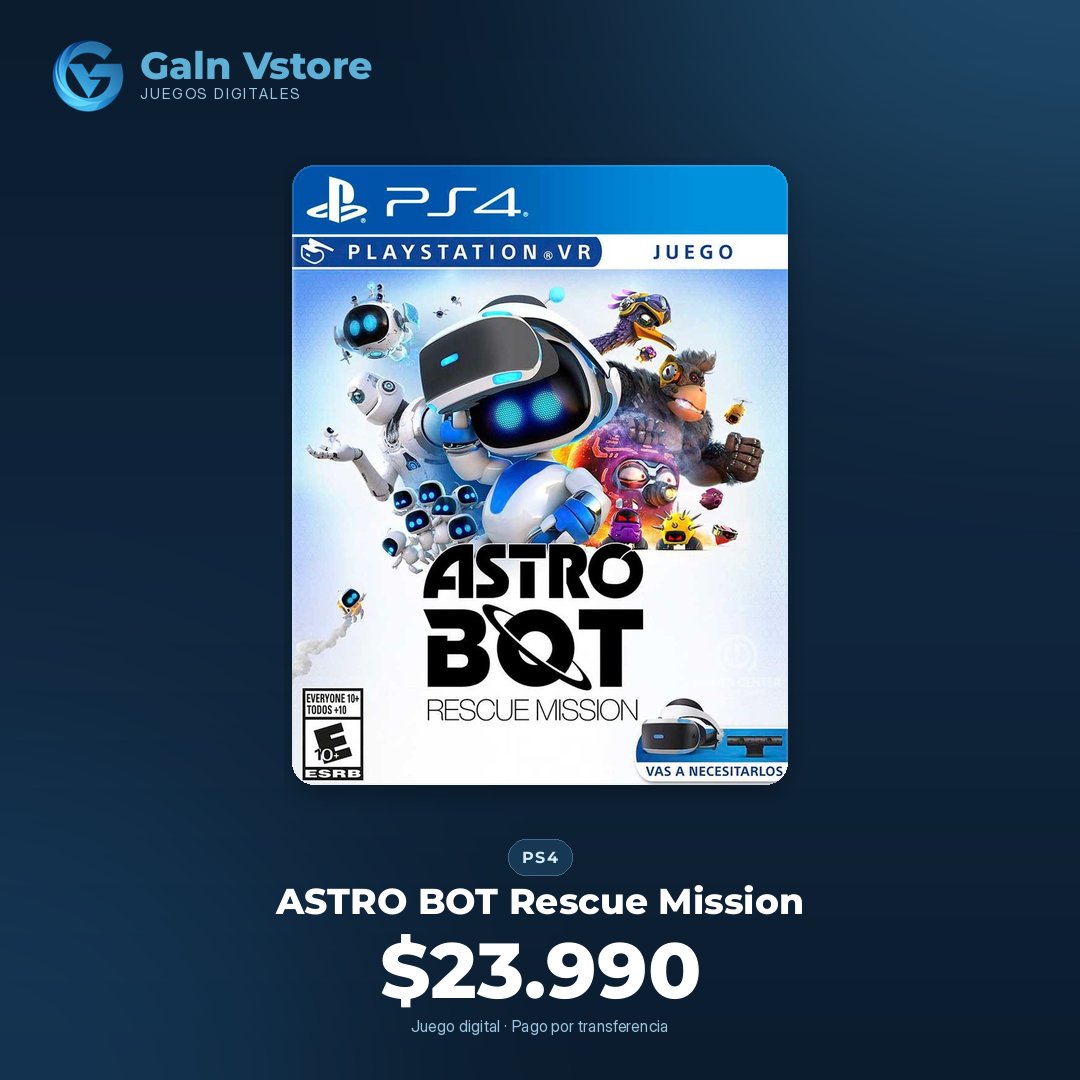 Galn Vstore
JUEGOS DIGITALES
PS4
PLAYSTATION®VR
JUEGO
ASTRO
BOT
RESCUE MISSION
EVERYONE 10+
TODOS +10
E
10+
ESRB
VAS A NECESITARLOS
PS4
ASTRO BOT Rescue Mission
$23.990
Juego digital · Pago por transferencia